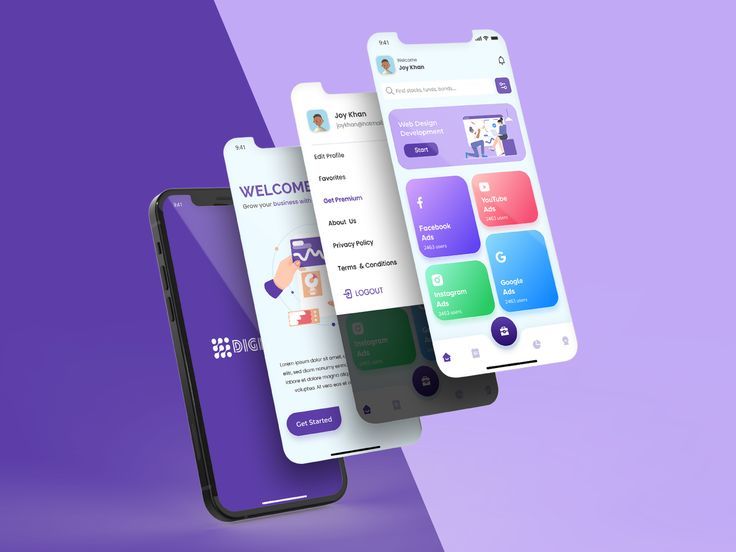 9:41
DIGI
9:41
WELCOME
Grow your business with
Lorem ipsum dolor sit amet,
elits, sed diam nonumy
labore et dolore magna
voluptua. At vero eos et
Get Started
Joy Khan
joykhan@hotmail
Edit Profile
Favorites
Get Premium
About Us
Privacy Policy
Terms & Conditions
LOGOUT
Instagram
Ads
9:41
Welcome
Joy Khan
Find stocks, funds, bonds...
Web Design
Development
Start
Facebook
Ads
2463 users
YouTube
Ads
2463 users
Instagram
Ads
2463 users
Google
Ads
2463 users